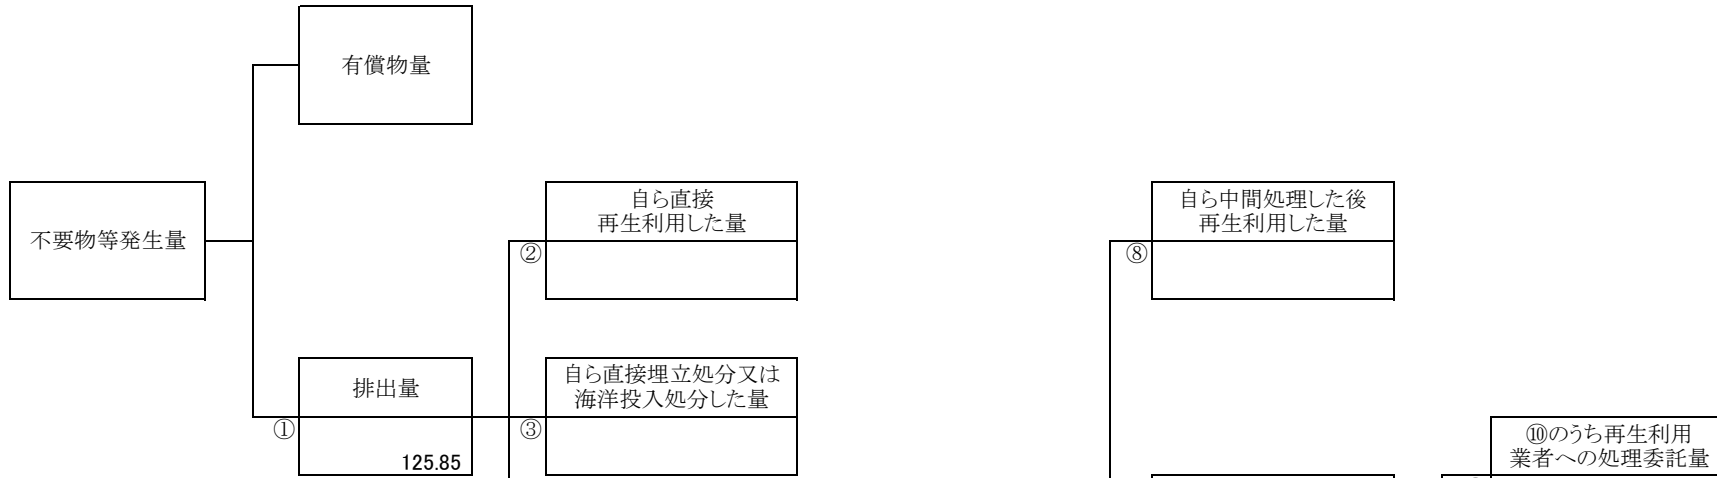 有償物量
不要物等発生量
自ら直接
再生利用した量
②
自ら中間処理した後
再生利用した量
⑧
排出量
①
125.85
自ら直接埋立処分又は
海洋投入処分した量
③
⑩のうち再生利用
業者への処理委託量